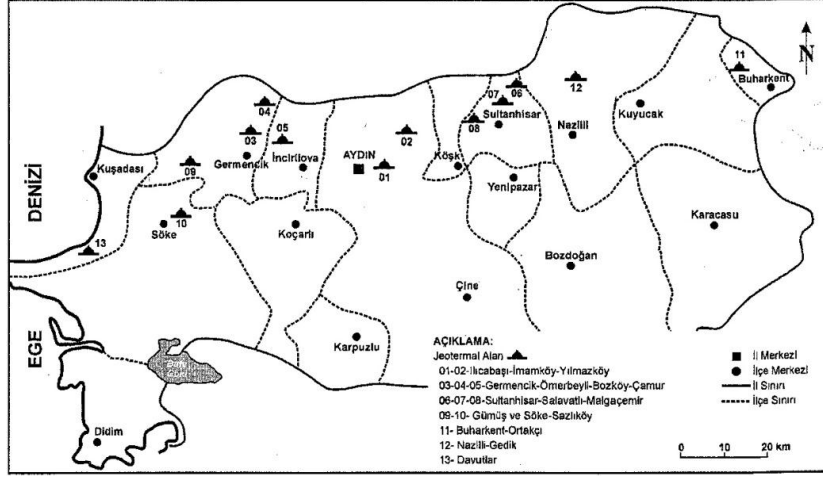 11
N
Buharkent
12
06
07
Sultanhisar
08
Nazilli
Kuyucak
04
03
05
02
Germencik
İncirliova
AYDIN
01
Köşk
Yenipazar
Kuşadası
09
DENİZİ
10
Söke
Koçarlı
Karacasu
13
Bozdoğan
Çine
EGE
Karpuzlu
Didim
AÇIKLAMA:
Jeotermal Alan
01-02-Ilıcabaşı-İmamköy-Yılmazköy
03-04-05-Germencik-Ömerbeyli-Bozköy-Çamur
06-07-08-Sultanhisar-Salavatlı-Malgaçemir
09-10- Gümüş ve Söke-Sazlıköy
11- Buharkent-Ortakçı
12- Nazilli-Gedik
13- Davutlar
İl Merkezi
İlçe Merkezi
İl Sınırı
İlçe Sınırı
0 10 20 km